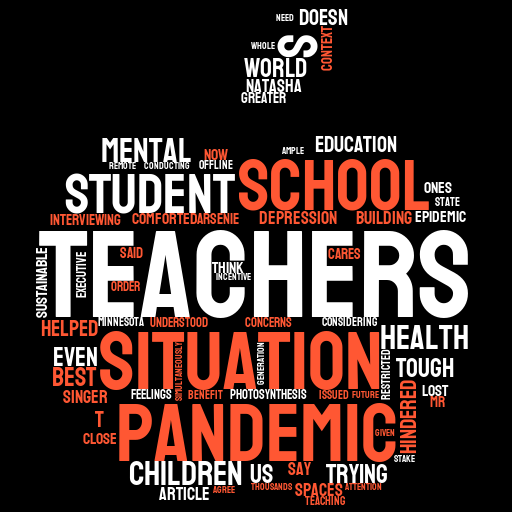 NEED DOESN
WHOLE S CONTEXT
WORLD
NATASHA
GREATER
MENTAL NOW AMPLE EDUCATION
REMOTE CONDUCTING OFFLINE
STUDENT SCHOOL ONES
STATE
INTERVIEWING COMFORTED ARSENIE DEPRESSION BUILDING EPIDEMIC
SUSTAINABLE EXECUTIVE TEACHERS
SAID THINK CARES
INCENTIVE
ORDER
HELPED MINNESOTA UNDERSTOOD CONCERNS CONSIDERING HEALTH
EVEN SITUATION TOUGH
SIMULTANEOUSLY GENERATION RESTRICTED
BEST
SINGER FEELINGS BENEFIT PHOTOSYNTHESIS ISSUED FUTURE LOST
MR
T PANDEMIC HINDERED
CLOSE GIVEN
STAKE
CHILDREN US SAY TRYING
ARTICLE AGREE THOUSANDS SPACES ATTENTION
TEACHING